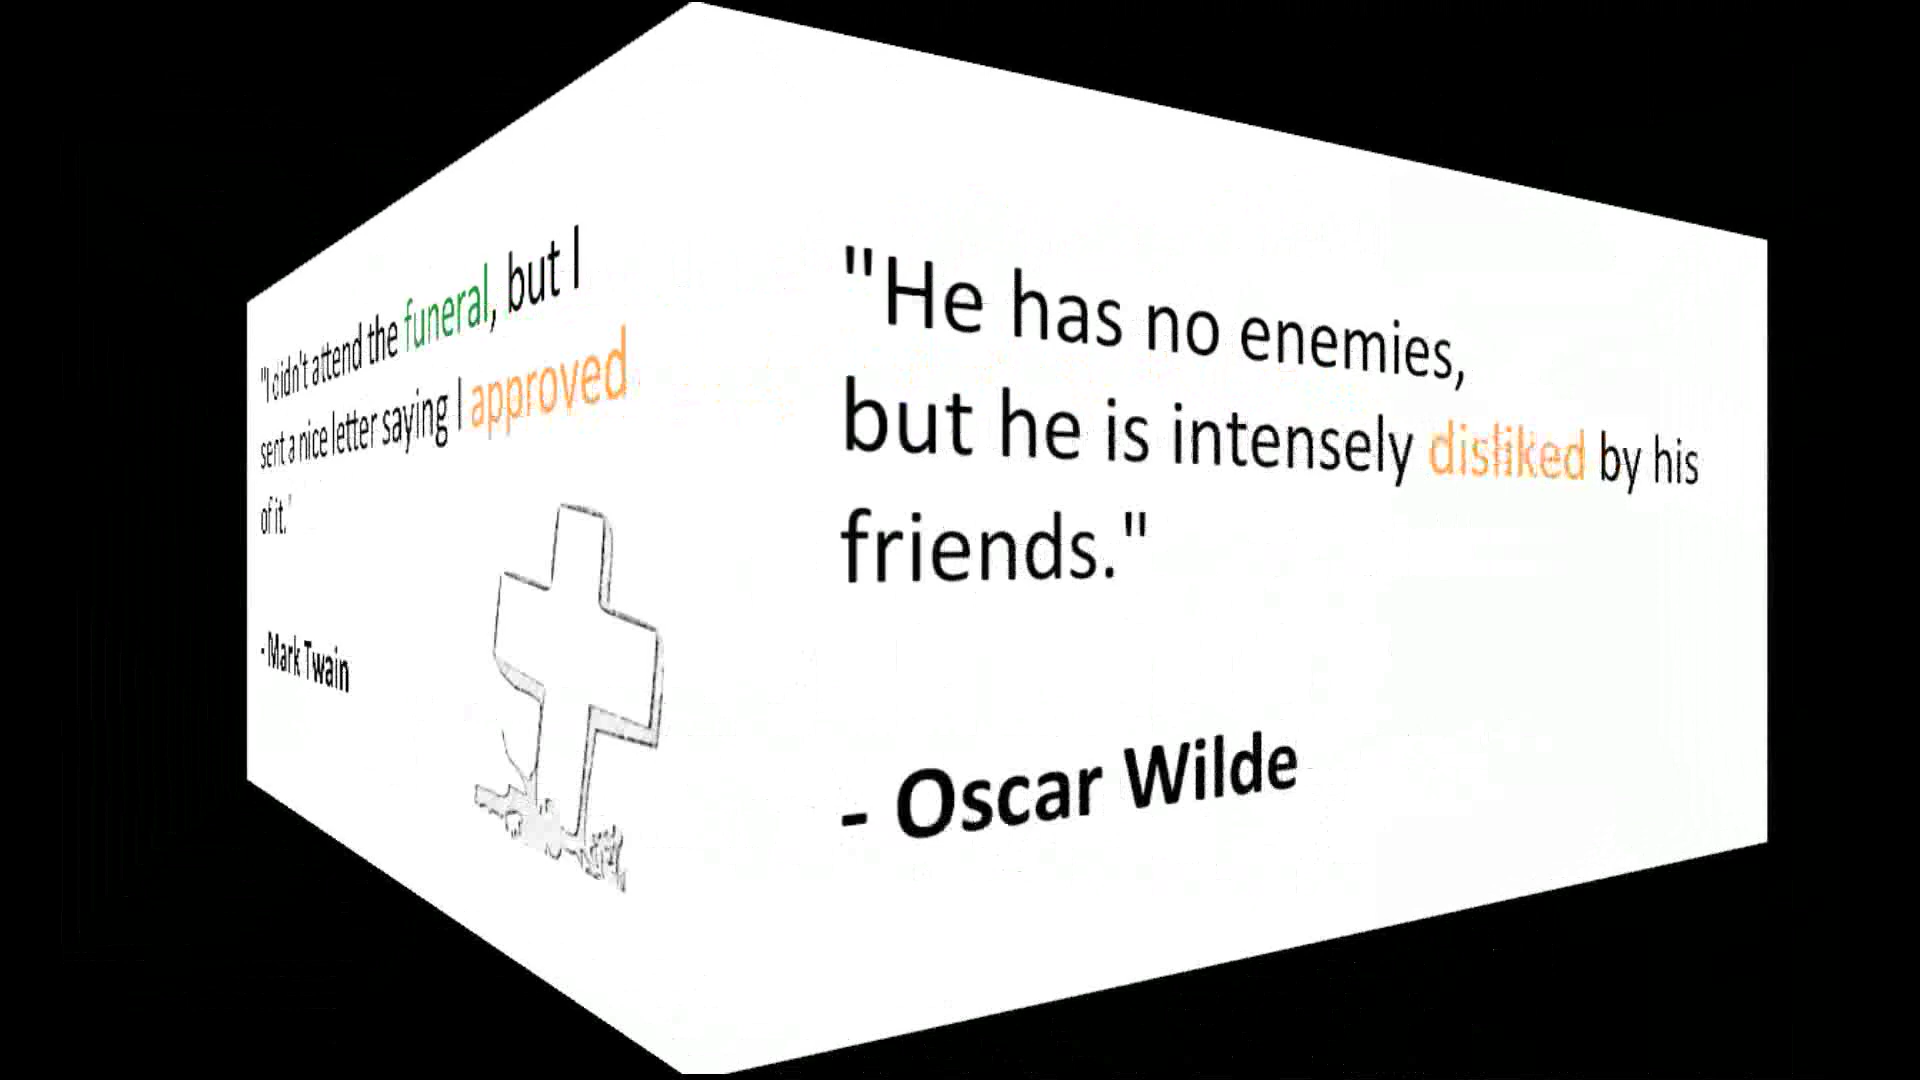 "I didn't attend the funeral, but I
sent a nice letter saying I approved
of it."
- Mark Twain
"He has no enemies,
but he is intensely disliked by his
friends."
- Oscar Wilde